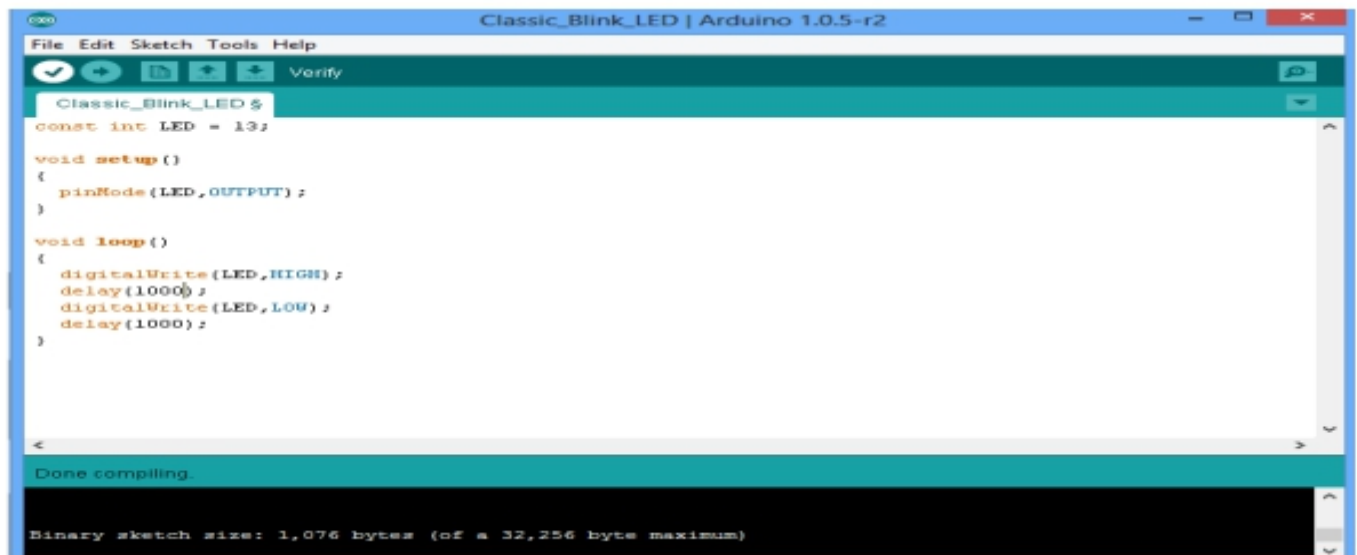 Classic_Blink_LED | Arduino 1.0.5-r2
File Edit Sketch Tools Help
Verify
Classic_Blink_LED §
const int LED = 13;
void setup()
{
pinMode(LED,OUTPUT);
}
void loop()
{
digitalWrite(LED,HIGH);
delay(1000);
digitalWrite(LED,LOW);
delay(1000);
}
Done compiling.
Binary sketch size: 1,076 bytes (of a 32,256 byte maximum)